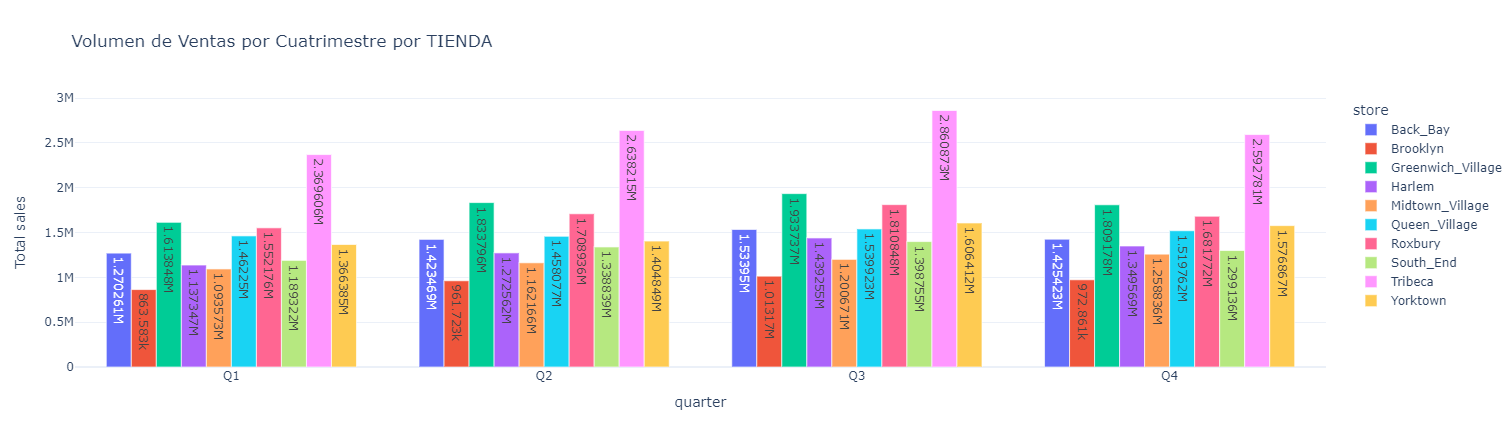 Volumen de Ventas por Cuatrimestre por TIENDA
Total sales
3M
2.5M
2M
1.5M
1M
0.5M
0
1.270261M
863.583k
1.613848M
1.137347M
1.093573M
1.46225M
1.552176M
1.189322M
2.369606M
1.366385M
1.423469M
961.723k
1.833796M
1.272562M
1.162166M
1.458077M
1.708936M
1.338839M
2.638215M
1.404849M
1.53395M
1.01317M
1.933737M
1.439255M
1.200671M
1.539923M
1.810848M
1.398755M
2.860873M
1.606412M
1.425423M
972.861k
1.809178M
1.349569M
1.258836M
1.519762M
1.681772M
1.299136M
2.592781M
1.576867M
Q1
Q2
Q3
Q4
quarter
store
Back_Bay
Brooklyn
Greenwich_Village
Harlem
Midtown_Village
Queen_Village
Roxbury
South_End
Tribeca
Yorktown